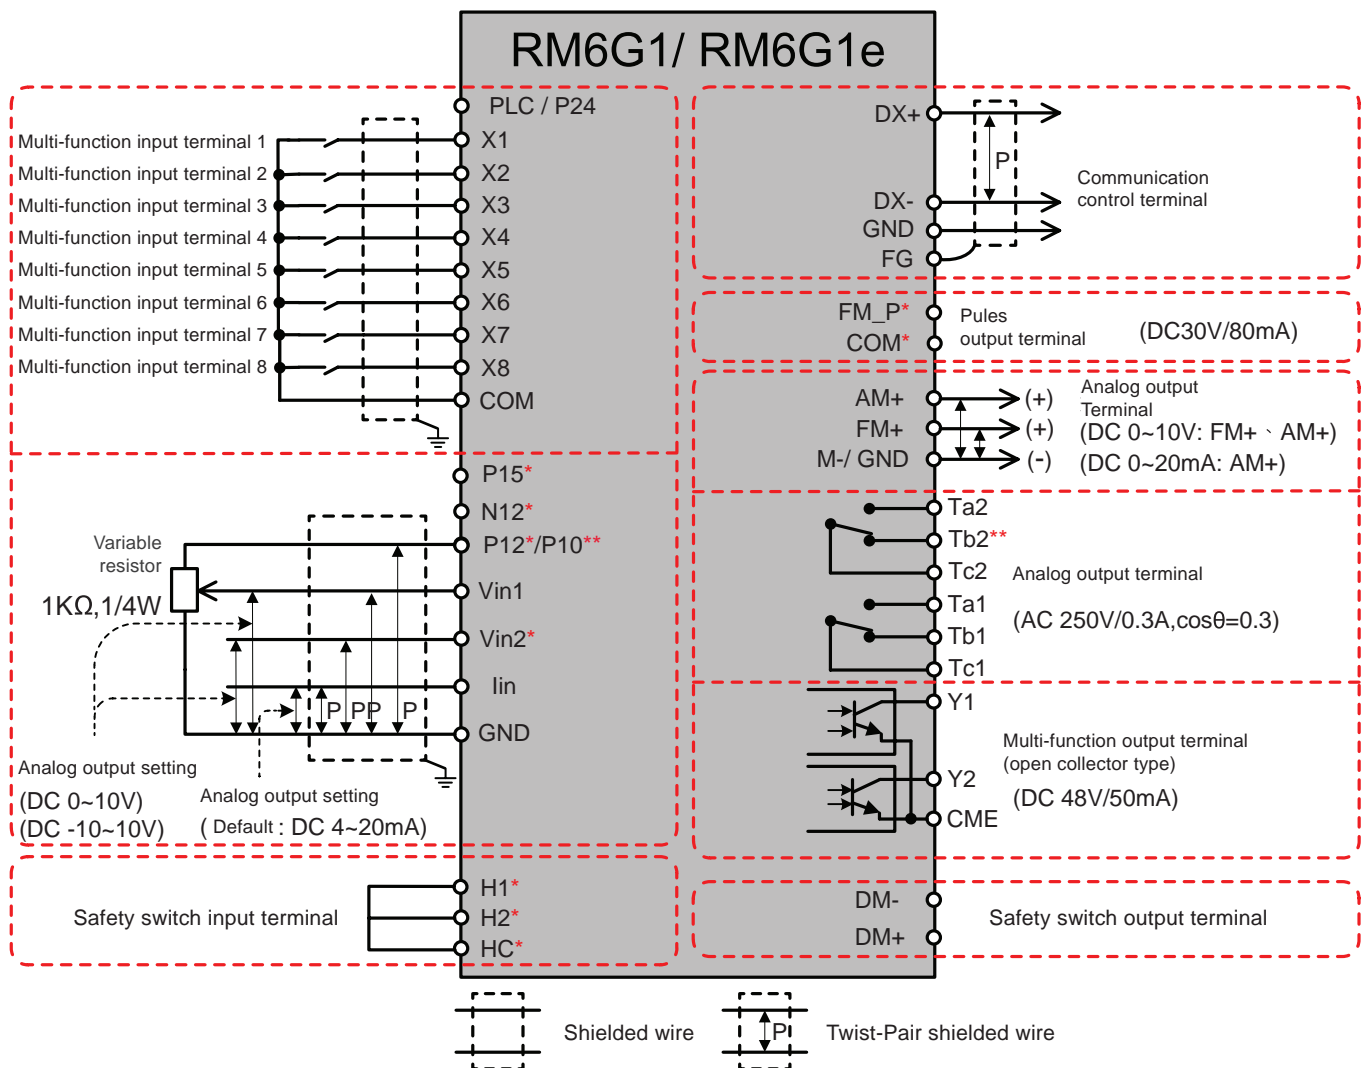 RM6G1/ RM6G1e
PLC / P24
Multi-function input terminal 1
X1
Multi-function input terminal 2
X2
Multi-function input terminal 3
X3
Multi-function input terminal 4
X4
Multi-function input terminal 5
X5
Multi-function input terminal 6
X6
Multi-function input terminal 7
X7
Multi-function input terminal 8
X8
COM
P15*
N12*
P12*/P10**
Variable
resistor
1KΩ,1/4W
Vin1
Vin2*
Iin
P PP P
GND
Analog output setting
(DC 0~10V)
(DC -10~10V)
Analog output setting
( Default : DC 4~20mA)
Safety switch input terminal
H1*
H2*
HC*
DX+
P
DX-
GND
FG
Communication
control terminal
FM_P*
COM*
Pules
output terminal
(DC30V/80mA)
AM+
(+)
FM+
(+)
M-/ GND
(-)
Analog output
Terminal
(DC 0~10V: FM+、AM+)
(DC 0~20mA: AM+)
Ta2
Tb2**
Tc2
Ta1
Tb1
Tc1
Analog output terminal
(AC 250V/0.3A,cosθ=0.3)
Y1
Y2
CME
Multi-function output terminal
(open collector type)
(DC 48V/50mA)
DM-
DM+
Safety switch output terminal
Shielded wire
P
Twist-Pair shielded wire